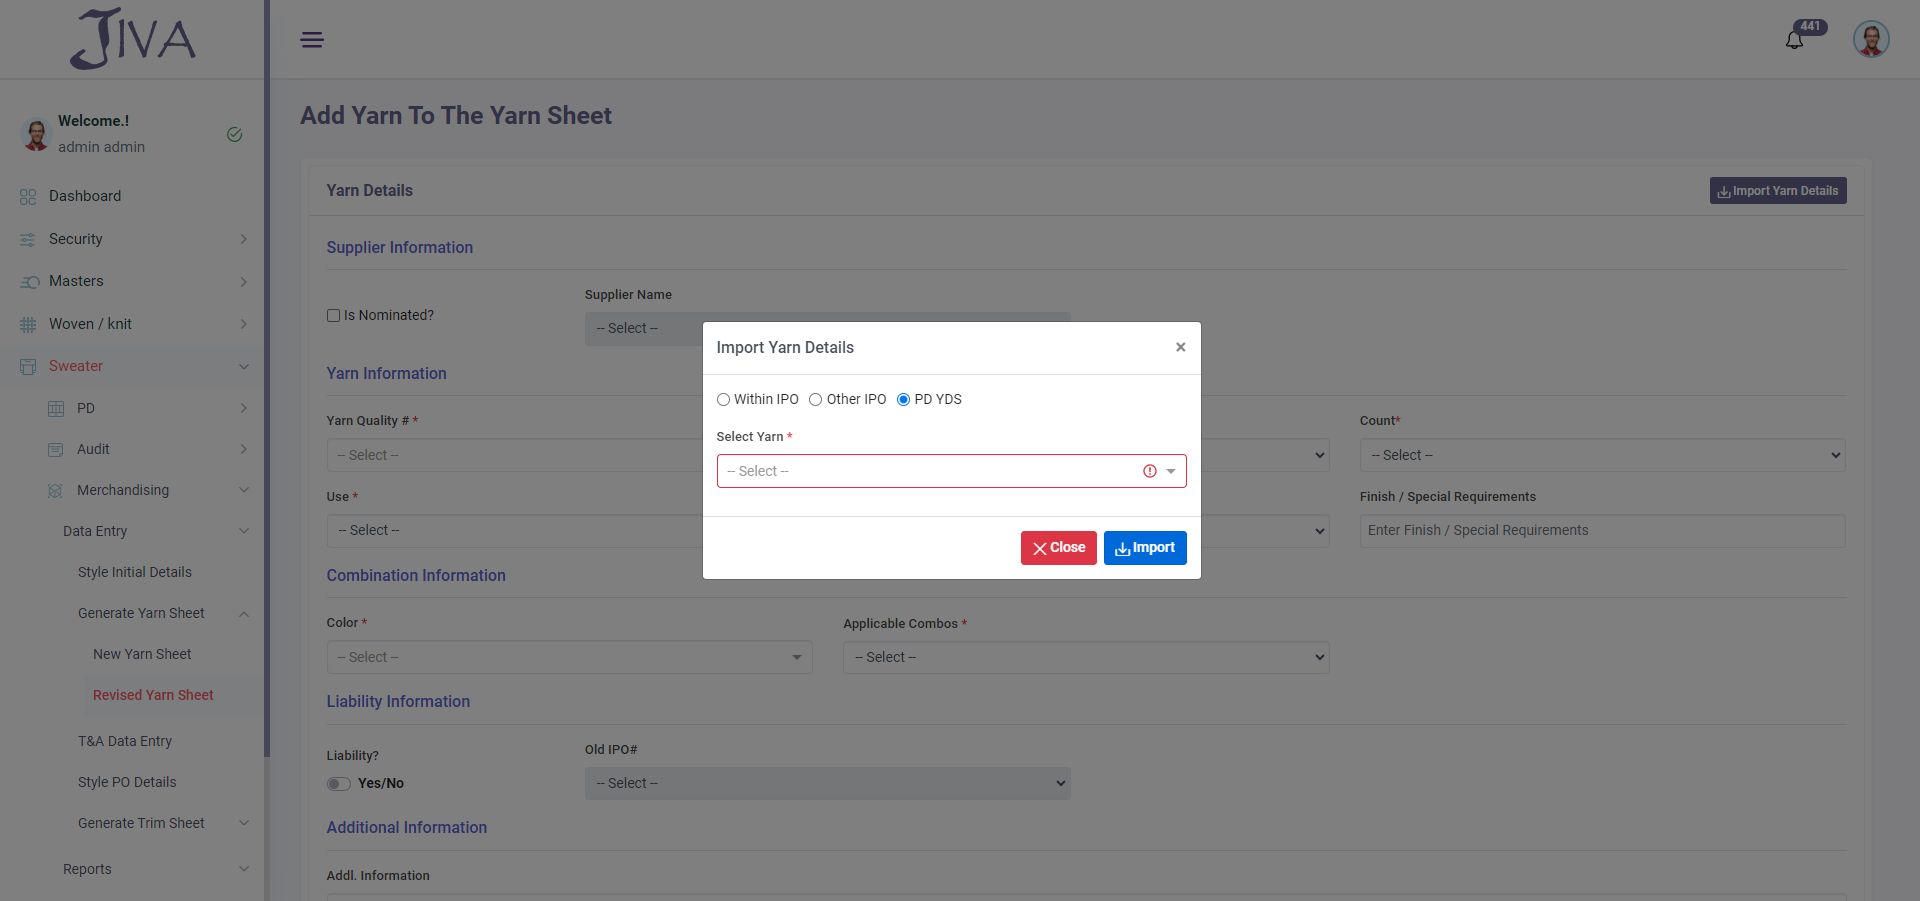 JIVA
441
Welcome.!
admin admin
Dashboard
Security
Masters
Woven / knit
Sweater
PD
Audit
Merchandising
Data Entry
Style Initial Details
Generate Yarn Sheet
New Yarn Sheet
Revised Yarn Sheet
T&A Data Entry
Style PO Details
Generate Trim Sheet
Reports
Add Yarn To The Yarn Sheet
Yarn Details
Import Yarn Details
Supplier Information
Is Nominated?
Supplier Name
-- Select --
Yarn Information
Yarn Quality # *
-- Select --
Count*
-- Select --
Use *
-- Select --
Finish / Special Requirements
Enter Finish / Special Requirements
Combination Information
Color *
-- Select --
Applicable Combos *
-- Select --
Liability Information
Liability?
Yes/No
Old IPO#
-- Select --
Additional Information
Addl. Information
Import Yarn Details
×
Within IPO Other IPO PD YDS
Select Yarn *
-- Select --
Close Import